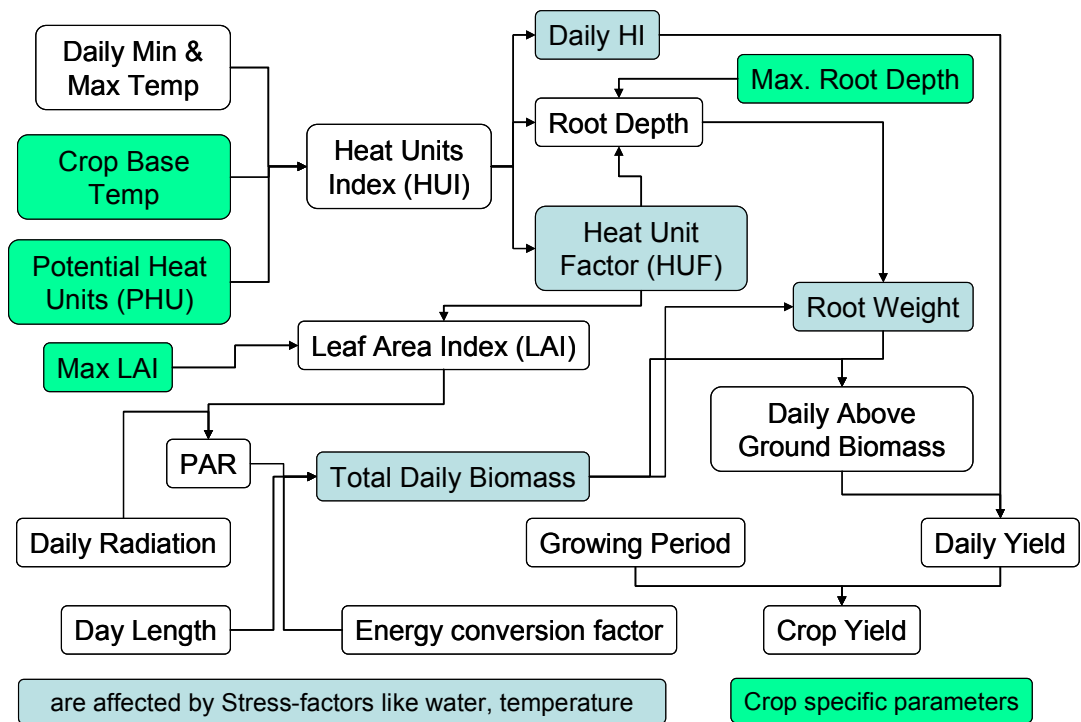 Daily Min &
Max Temp
Daily HI
Max. Root Depth
Root Depth
Crop Base
Temp
Heat Units
Index (HUI)
Heat Unit
Factor (HUF)
Potential Heat
Units (PHU)
Root Weight
Leaf Area Index (LAI)
Max LAI
Daily Above
Ground Biomass
PAR
Total Daily Biomass
Daily Radiation
Growing Period
Daily Yield
Day Length
Energy conversion factor
Crop Yield
are affected by Stress-factors like water, temperature
Crop specific parameters